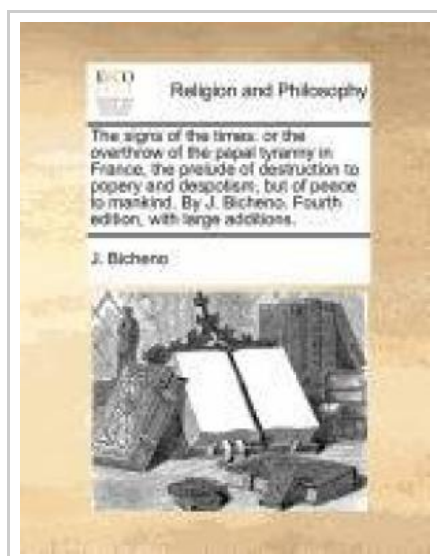 ECCO
Religion and Philosophy
The signs of the times: or the
overthrow of the papal tyranny in
France, the prelude of destruction to
popery and despotism, but of peace
to mankind. By J. Bicheno. Fourth
edition, with large additions.
J. Bicheno